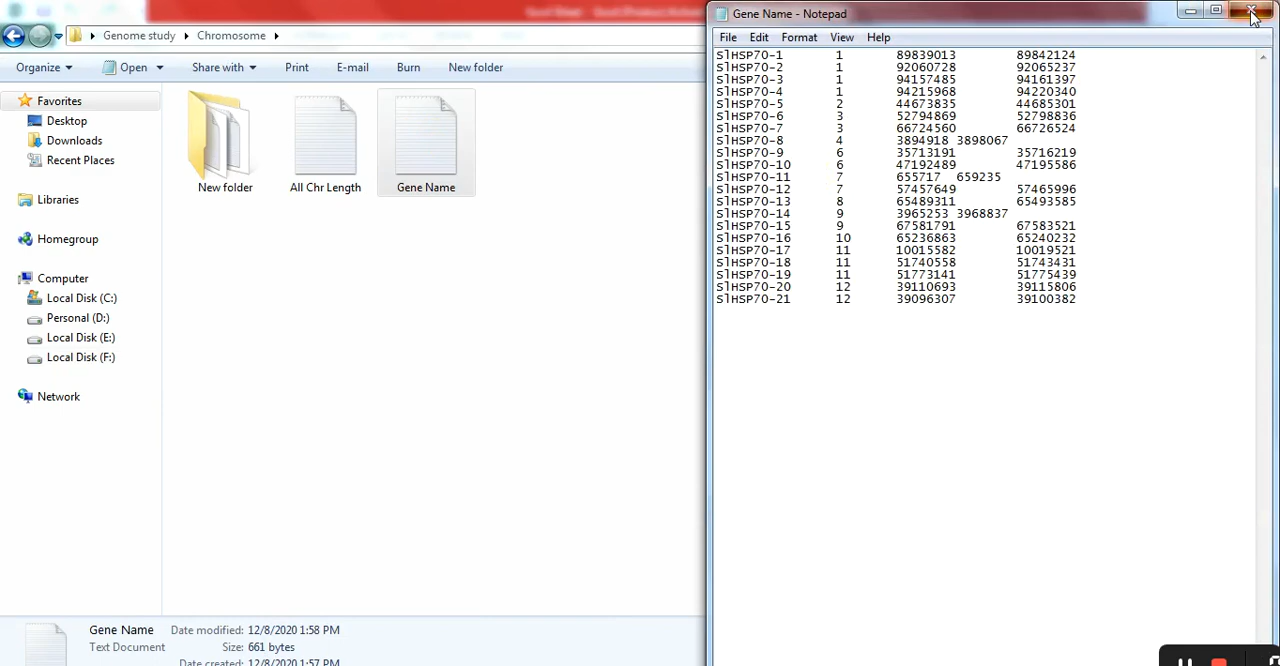 Genome study Chromosome
Organize Open Share with Print E-mail Burn New folder
Favorites
Desktop
Downloads
Recent Places
Libraries
Homegroup
Computer
Local Disk (C:)
Personal (D:)
Local Disk (E:)
Local Disk (F:)
Network
New folder
All Chr Length
Gene Name
Gene Name Date modified: 12/8/2020 1:58 PM
Text Document Size: 661 bytes
Date created: 12/8/2020 1:57 PM
Gene Name - Notepad
File Edit Format View Help
SlHSP70-1 1 89839013 89842124
SlHSP70-2 1 92060728 92065237
SlHSP70-3 1 94157485 94161397
SlHSP70-4 1 94215968 94220340
SlHSP70-5 2 44673835 44685301
SlHSP70-6 3 52794869 52798836
SlHSP70-7 3 66724560 66726524
SlHSP70-8 4 3894918 3898067
SlHSP70-9 6 35713191 35716219
SlHSP70-10 6 47192489 47195586
SlHSP70-11 7 655717 659235
SlHSP70-12 7 57457649 57465996
SlHSP70-13 8 65489311 65493585
SlHSP70-14 9 3965253 3968837
SlHSP70-15 9 67581791 67583521
SlHSP70-16 10 65236863 65240232
SlHSP70-17 11 10015582 10019521
SlHSP70-18 11 51740558 51743431
SlHSP70-19 11 51773141 51775439
SlHSP70-20 12 39110693 39115806
SlHSP70-21 12 39096307 39100382